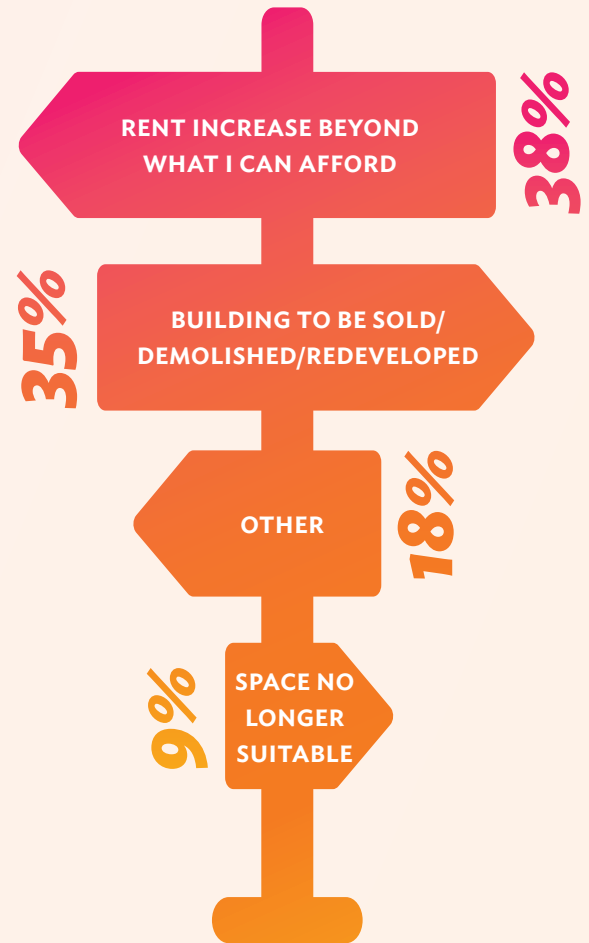 RENT INCREASE BEYOND
WHAT I CAN AFFORD
38%
35%
BUILDING TO BE SOLD/
DEMOLISHED/REDEVELOPED
OTHER
18%
9%
SPACE NO
LONGER
SUITABLE